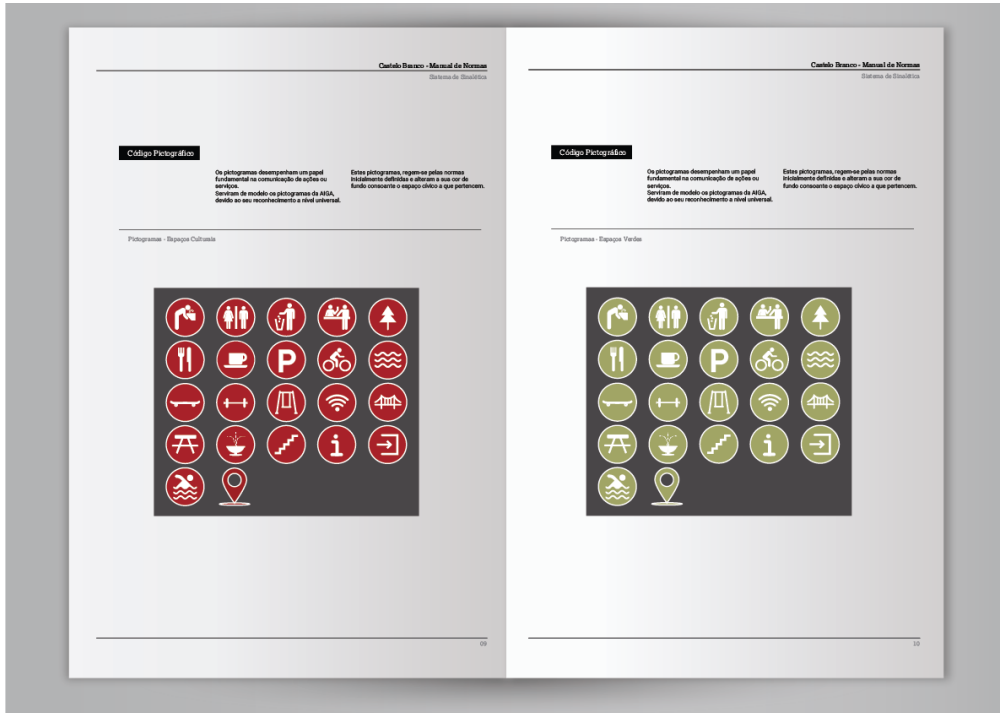 Castelo Branco - Manual de Normas
Sistema de Sinalética
Código Pictográfico
Os pictogramas desempenham um papel
fundamental na comunicação de ações ou
serviços.
Serviram de modelo os pictogramas da AIGA,
devido ao seu reconhecimento a nível universal.
Estes pictogramas, regem-se pelas normas
inicialmente definidas e alteram a sua cor de
fundo consoante o espaço cívico a que pertencem.
Pictogramas - Espaços Culturais
P
i
09
Castelo Branco - Manual de Normas
Sistema de Sinalética
Código Pictográfico
Os pictogramas desempenham um papel
fundamental na comunicação de ações ou
serviços.
Serviram de modelo os pictogramas da AIGA,
devido ao seu reconhecimento a nível universal.
Estes pictogramas, regem-se pelas normas
inicialmente definidas e alteram a sua cor de
fundo consoante o espaço cívico a que pertencem.
Pictogramas - Espaços Verdes
P
i
10